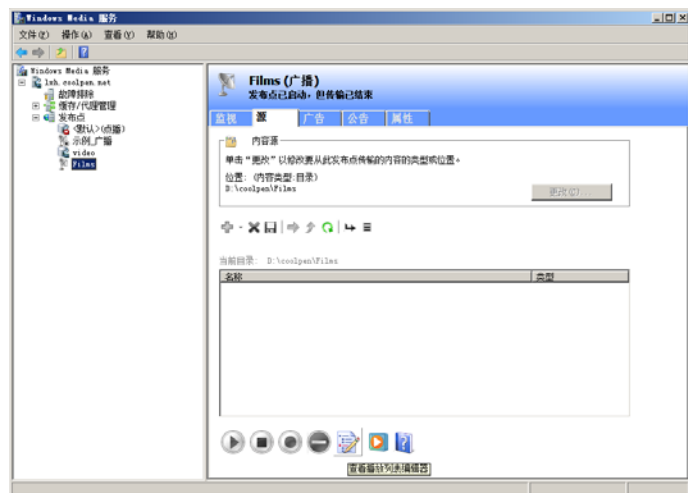 Windows Media 服务
文件(F) 操作(A) 查看(V) 帮助(H)
Windows Media 服务
lxh.coolpen.net
故障排除
缓存/代理管理
发布点
<默认>(点播)
示例_广播
video
Films
Films (广播)
发布点已启动，但传输已结束
监视 源 广告 公告 属性
内容源
单击“更改”以修改要从此发布点传输的内容的类型或位置。
位置: (内容类型:目录)
D:\coolpen\Films
更改(C)...
当前目录: D:\coolpen\Films
名称 类型
查看播放列表编辑器